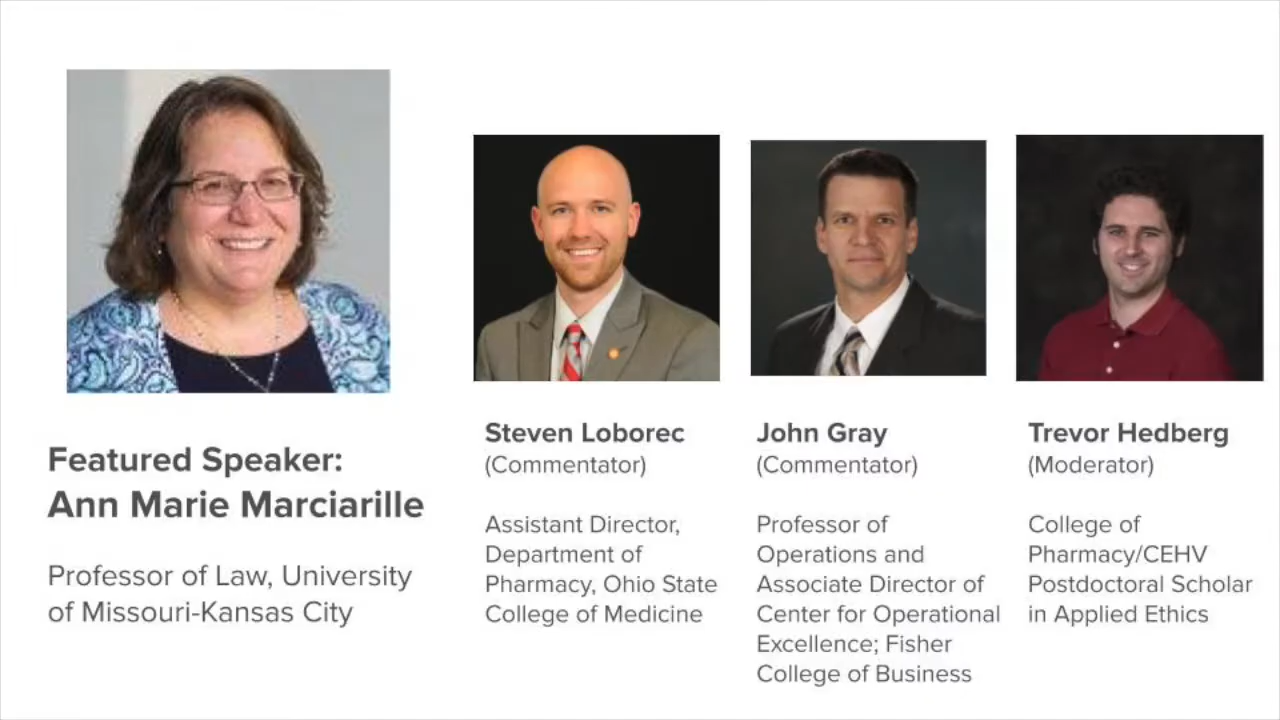 Featured Speaker:
Ann Marie Marciarille
Professor of Law, University
of Missouri-Kansas City
Steven Loborec
(Commentator)
Assistant Director,
Department of
Pharmacy, Ohio State
College of Medicine
John Gray
(Commentator)
Professor of
Operations and
Associate Director of
Center for Operational
Excellence; Fisher
College of Business
Trevor Hedberg
(Moderator)
College of
Pharmacy/CEHV
Postdoctoral Scholar
in Applied Ethics